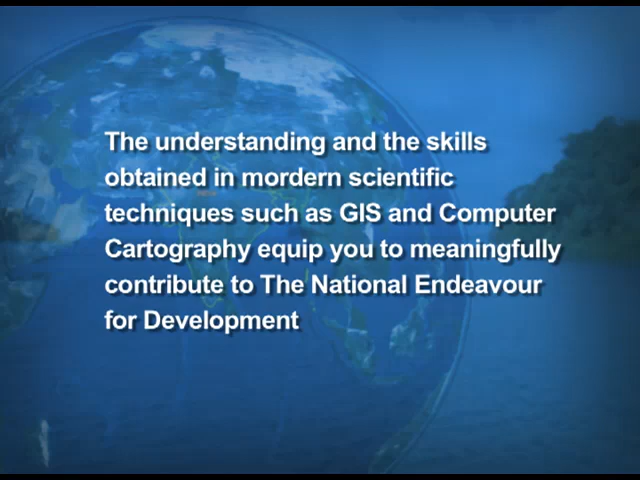 The understanding and the skills
obtained in mordern scientific
techniques such as GIS and Computer
Cartography equip you to meaningfully
contribute to The National Endeavour
for Development